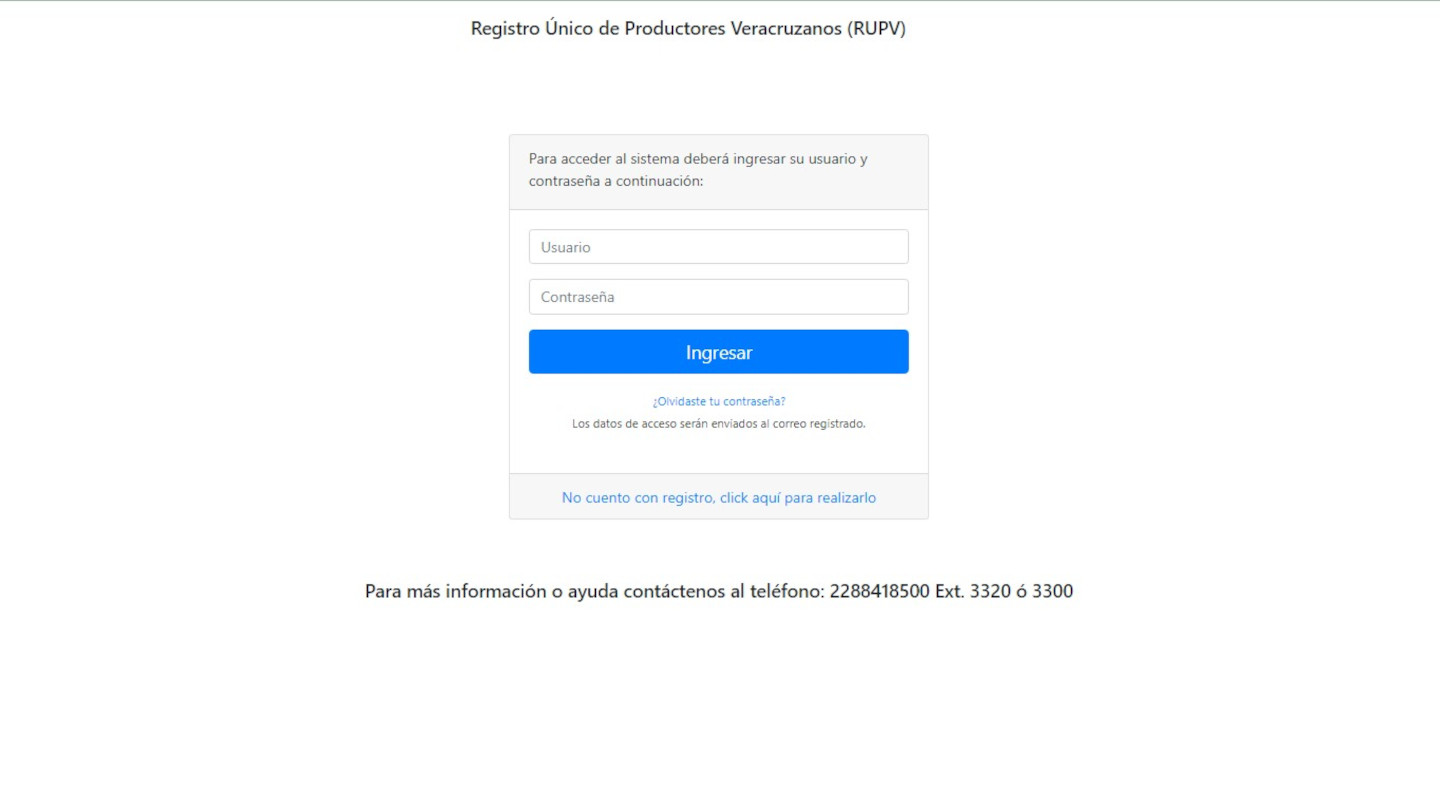 Registro Único de Productores Veracruzanos (RUPV)
Para acceder al sistema deberá ingresar su usuario y
contraseña a continuación:
Usuario
Contraseña
Ingresar
¿Olvidaste tu contraseña?
Los datos de acceso serán enviados al correo registrado.
No cuento con registro, click aquí para realizarlo
Para más información o ayuda contáctenos al teléfono: 2288418500 Ext. 3320 ó 3300